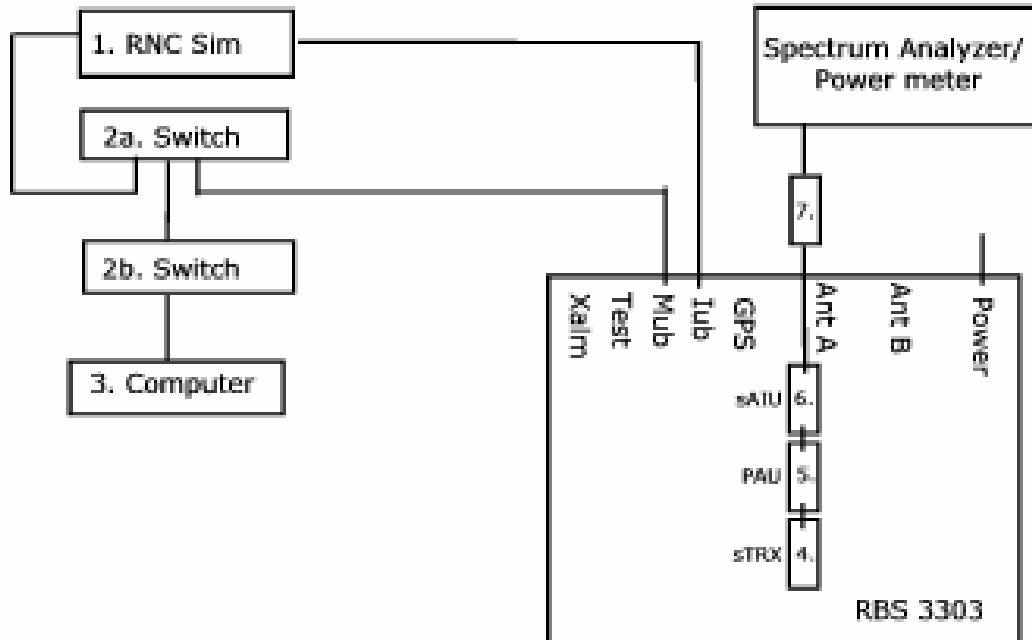 1. RNC Sim
Spectrum Analyzer/
Power meter
2a. Switch
7.
2b. Switch
Xalm
Test
Mub
Iub
GPS
Ant A
Ant B
Power
3. Computer
sAIU 6.
PAU 5.
sTRX 4.
RBS 3303